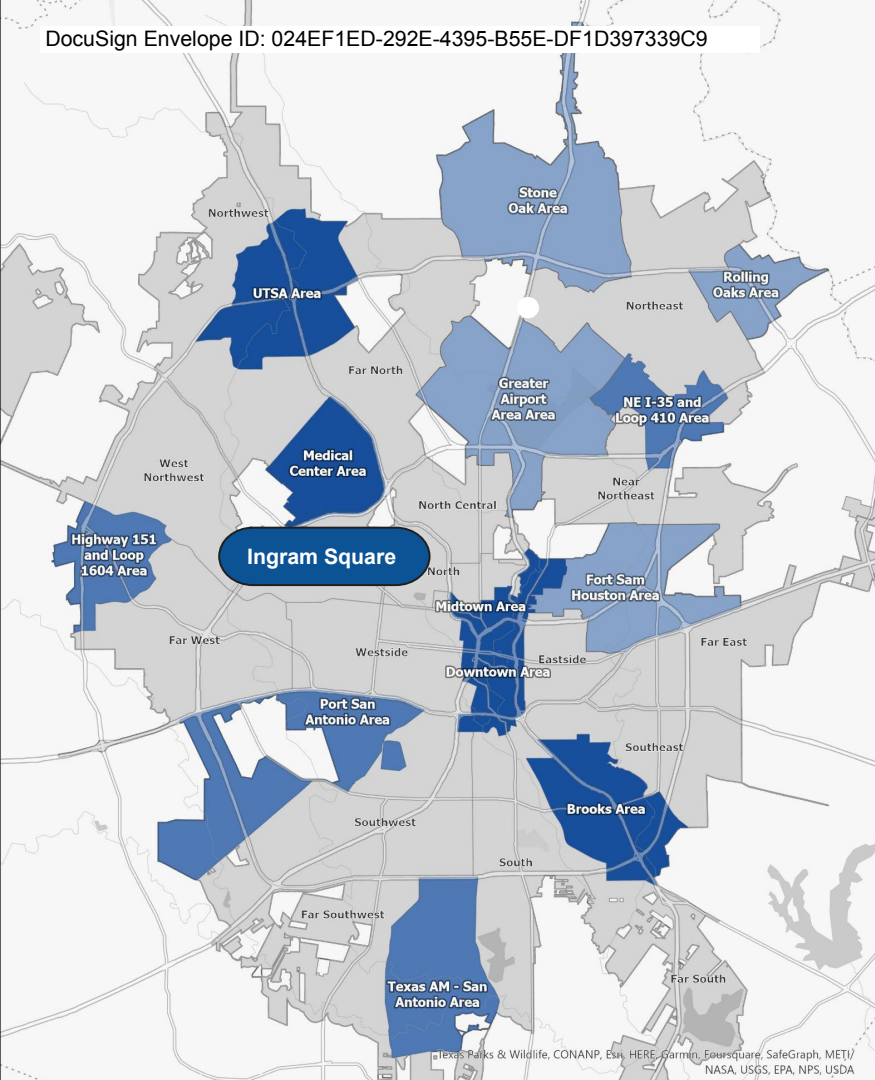 DocuSign Envelope ID: 024EF1ED-292E-4395-B55E-DF1D397339C9
Stone
Oak Area
Northwest
UTSA Area
Rolling
Oaks Area
Northeast
Far North
Greater
Airport
Area Area
NE I-35 and
Loop 410 Area
Medical
Center Area
West
Northwest
Near
Northeast
North Central
Highway 151
and Loop
1604 Area
Ingram Square
North
Fort Sam
Houston Area
Midtown Area
Far West
Westside
Eastside
Far East
Downtown Area
Port San
Antonio Area
Southeast
Brooks Area
Southwest
South
Far Southwest
Far South
Texas AM - San
Antonio Area
Texas Parks & Wildlife, CONANP, Esri, HERE, Garmin, Foursquare, SafeGraph, METI/
NASA, USGS, EPA, NPS, USDA